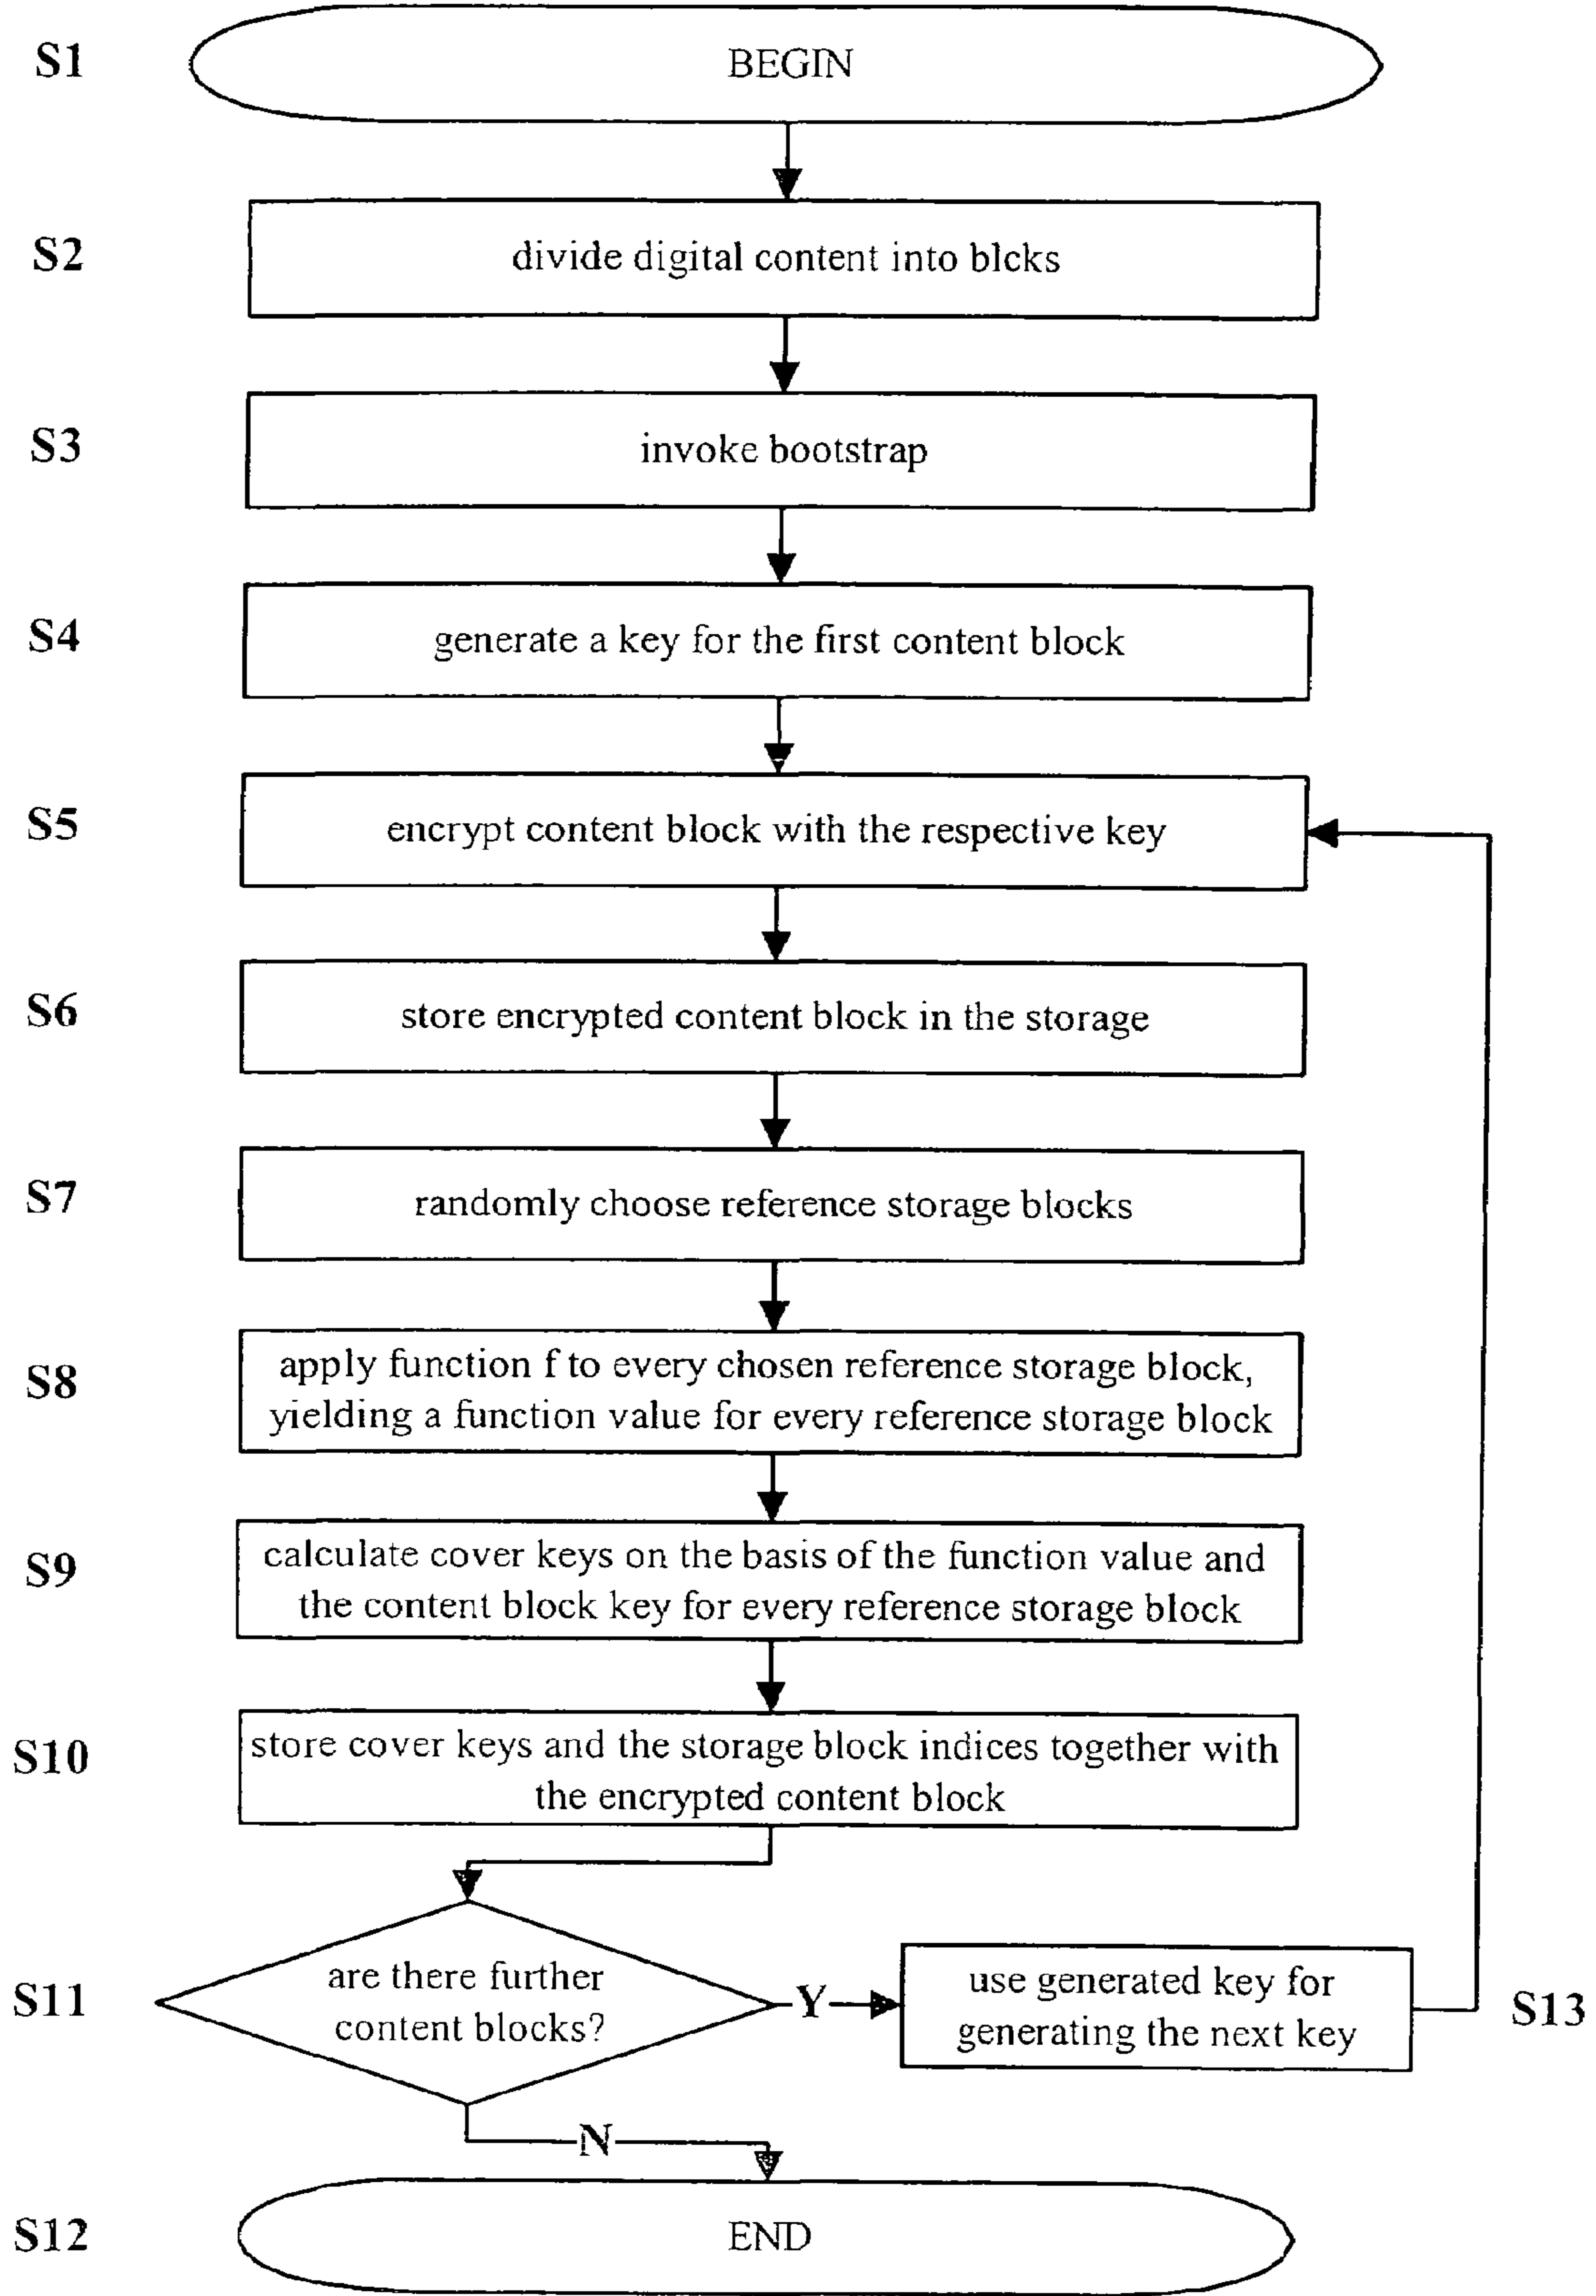 S1
BEGIN
S2
divide digital content into blcks
S3
invoke bootstrap
S4
generate a key for the first content block
S5
encrypt content block with the respective key
S6
store encrypted content block in the storage
S7
randomly choose reference storage blocks
S8
apply function f to every chosen reference storage block,
yielding a function value for every reference storage block
S9
calculate cover keys on the basis of the function value and
the content block key for every reference storage block
S10
store cover keys and the storage block indices together with
the encrypted content block
S11
are there further
content blocks?
Y
use generated key for
generating the next key
S13
N
S12
END